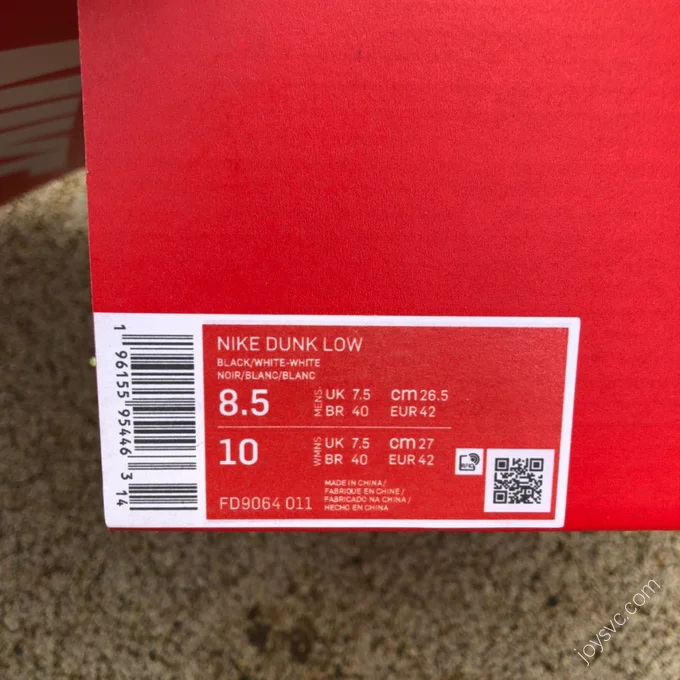 NIKE DUNK LOW
BLACK/WHITE-WHITE
NOIR/BLANC/BLANC
8.5 MENS UK 7.5 cm 26.5
BR 40 EUR 42
10 WMNS UK 7.5 cm 27
BR 40 EUR 42
FD9064 011
MADE IN CHINA/
FABRIQUE EN CHINE/
FABRICADO NA CHINA/
HECHO EN CHINA
1 96155 95446 3 14
joysvc.com